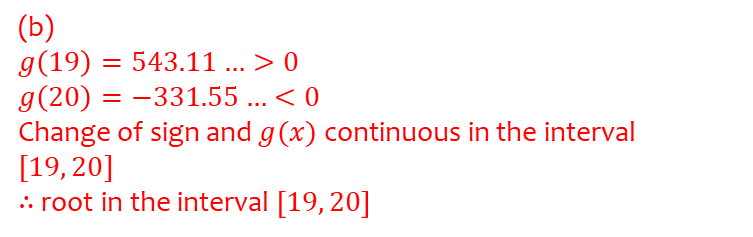 (b)
g(19) = 543.11 ... > 0
g(20) = −331.55 ... < 0
Change of sign and g(x) continuous in the interval
[19, 20]
∴ root in the interval [19, 20]